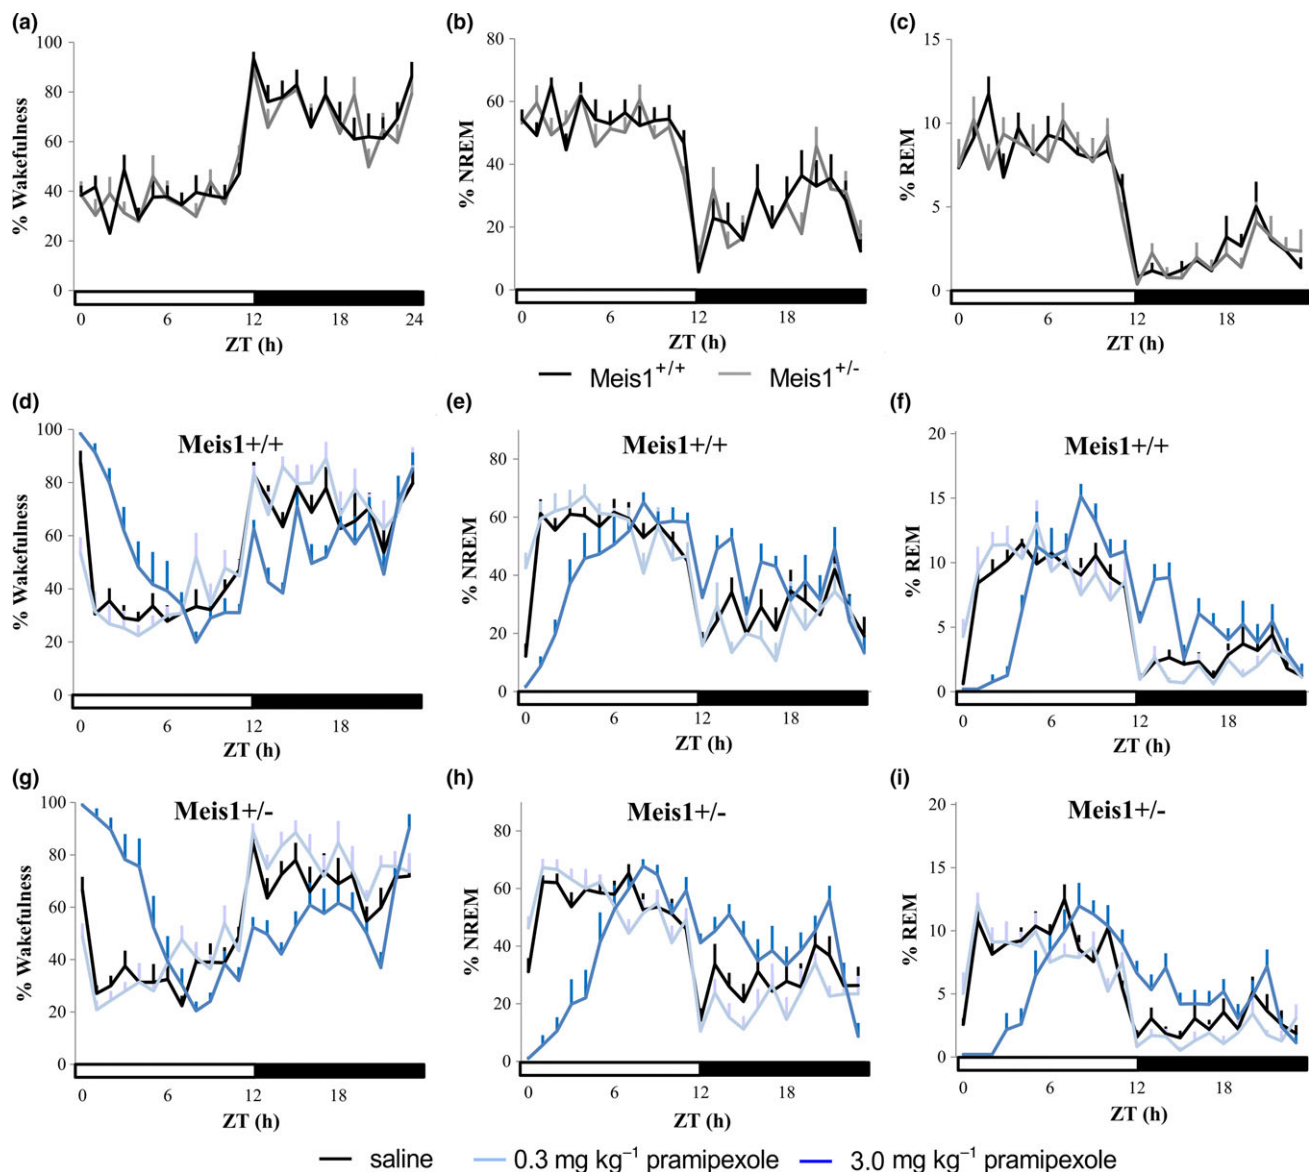 (a)
(b)
(c)
100
80
60
40
20
0
% Wakefulness
80
60
40
20
0
% NREM
15
10
5
0
% REM
0 6 12 18 24
ZT (h)
0 6 12 18
ZT (h)
0 6 12 18
ZT (h)
Meis1+/+ Meis1+/-
(d)
(e)
(f)
Meis1+/+
100
80
60
40
20
0
% Wakefulness
Meis1+/+
80
60
40
20
0
% NREM
Meis1+/+
20
15
10
5
0
% REM
0 6 12 18
ZT (h)
0 6 12 18
ZT (h)
0 6 12 18
ZT (h)
(g)
(h)
(i)
Meis1+/-
100
80
60
40
20
0
% Wakefulness
Meis1+/-
80
60
40
20
0
% NREM
Meis1+/-
20
15
10
5
0
% REM
0 6 12 18
ZT (h)
0 6 12 18
ZT (h)
0 6 12 18
ZT (h)
saline 0.3 mg kg⁻¹ pramipexole 3.0 mg kg⁻¹ pramipexole